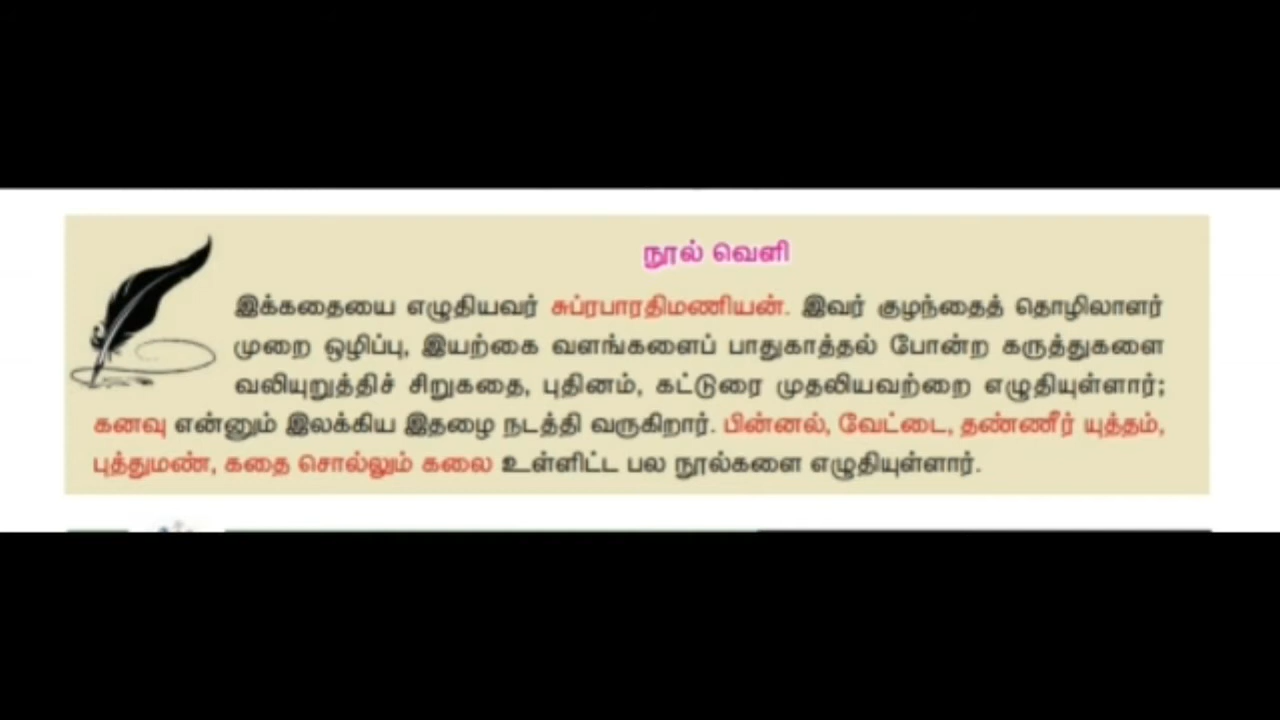 நூல் வெளி
இக்கதையை எழுதியவர் சுப்ரபாரதிமணியன். இவர் குழந்தைத் தொழிலாளர்
முறை ஒழிப்பு, இயற்கை வளங்களைப் பாதுகாத்தல் போன்ற கருத்துகளை
வலியுறுத்திச் சிறுகதை, புதினம், கட்டுரை முதலியவற்றை எழுதியுள்ளார்;
கனவு என்னும் இலக்கிய இதழை நடத்தி வருகிறார். பின்னல், வேட்டை, தண்ணீர் யுத்தம்,
புத்துமண், கதை சொல்லும் கலை உள்ளிட்ட பல நூல்களை எழுதியுள்ளார்.